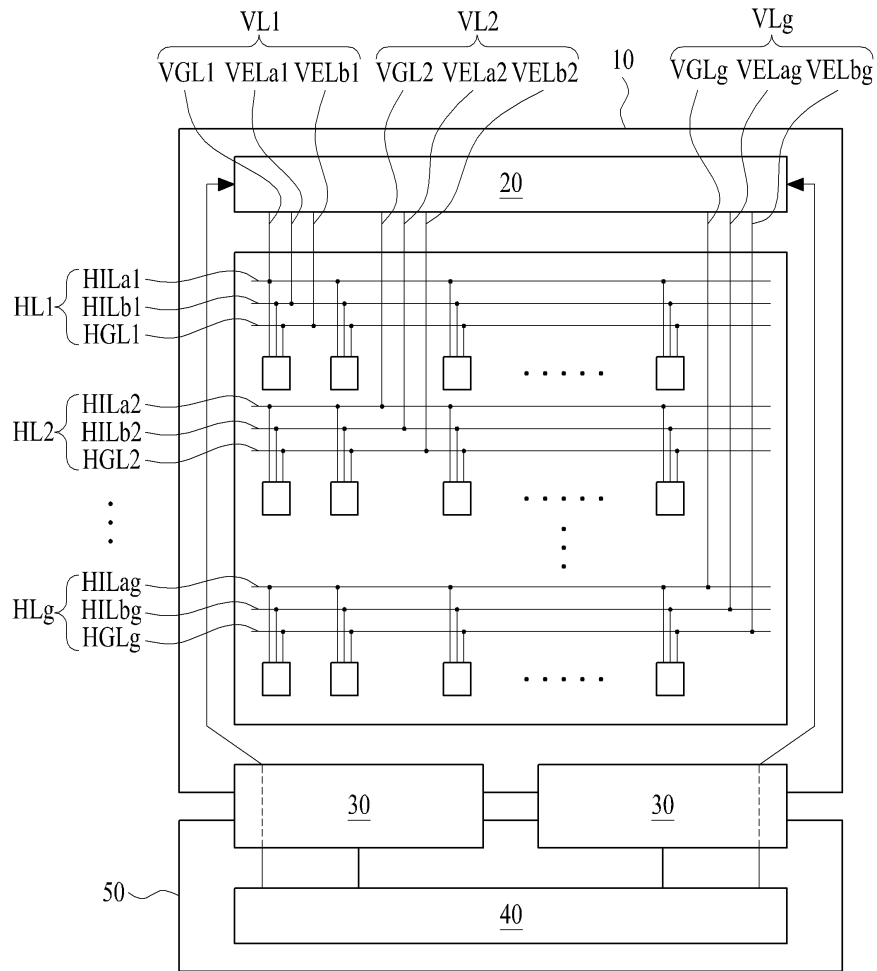 VL1 VL2 VLg
VGL1 VELa1 VELb1 VGL2 VELa2 VELb2 VGLg VELag VELbg
10
20
HL1
HILa1
HILb1
HGL1
HL2
HILa2
HILb2
HGL2
HLg
HILag
HILbg
HGLg
30 30
50
40